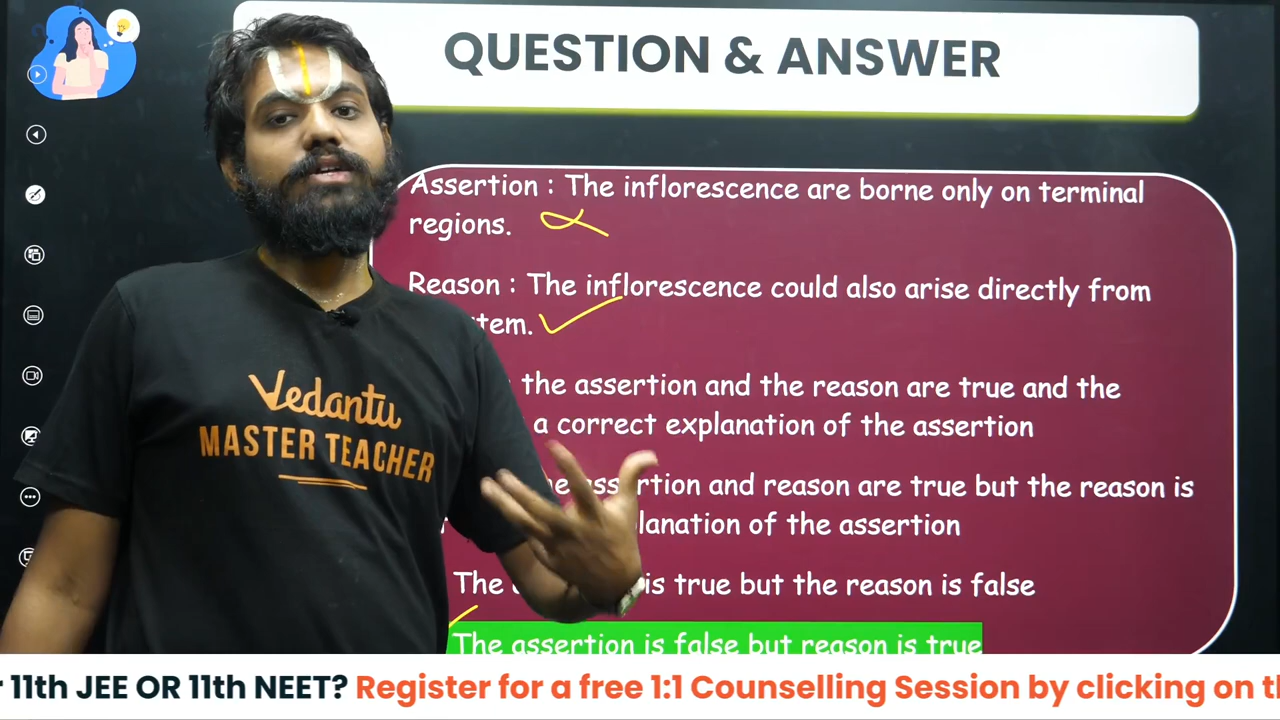 QUESTION & ANSWER
Assertion : The inflorescence are borne only on terminal
regions.
Reason : The inflorescence could also arise directly from
tem.
the assertion and the reason are true and the
a correct explanation of the assertion
rtion and reason are true but the reason is
lanation of the assertion
The is true but the reason is false
The assertion is false but reason is true
Vedantu
MASTER TEACHER
11th JEE OR 11th NEET? Register for a free 1:1 Counselling Session by clicking on